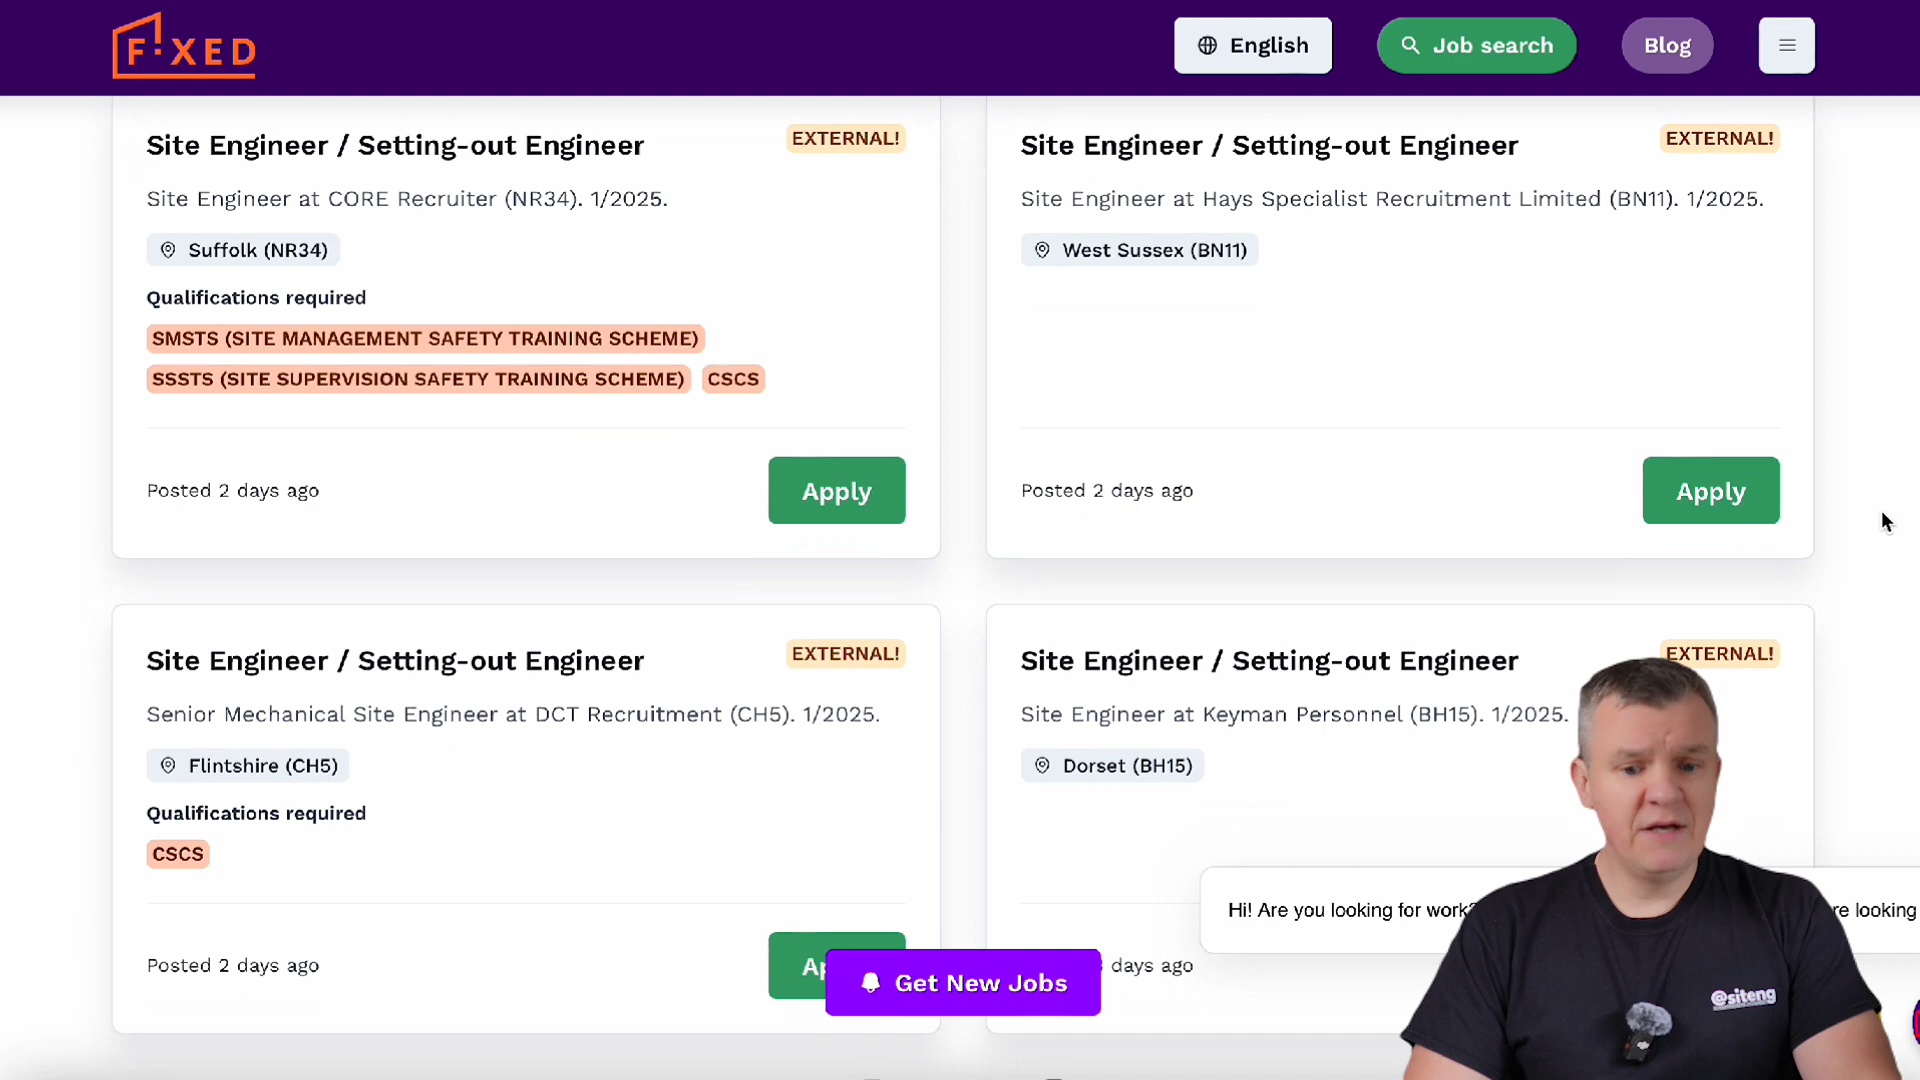 F!XED
English
Job search
Blog
Site Engineer / Setting-out Engineer
EXTERNAL!
Site Engineer at CORE Recruiter (NR34). 1/2025.
Suffolk (NR34)
Qualifications required
SMSTS (SITE MANAGEMENT SAFETY TRAINING SCHEME)
SSSTS (SITE SUPERVISION SAFETY TRAINING SCHEME) CSCS
Posted 2 days ago
Apply
Site Engineer / Setting-out Engineer
EXTERNAL!
Site Engineer at Hays Specialist Recruitment Limited (BN11). 1/2025.
West Sussex (BN11)
Posted 2 days ago
Apply
Site Engineer / Setting-out Engineer
EXTERNAL!
Senior Mechanical Site Engineer at DCT Recruitment (CH5). 1/2025.
Flintshire (CH5)
Qualifications required
CSCS
Posted 2 days ago
Site Engineer / Setting-out Engineer
EXTERNAL!
Site Engineer at Keyman Personnel (BH15). 1/2025.
Dorset (BH15)
days ago
Hi! Are you looking for work? looking
Get New Jobs
@siteng